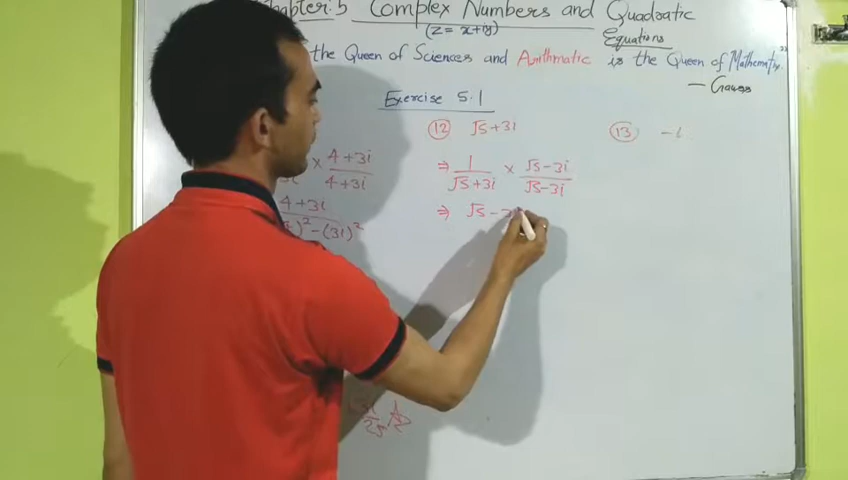 Chapter:5 Complex Numbers and Quadratic
(z = x+iy) Equations
the Queen of Sciences and Arithmatic is the Queen of Mathematics"
— Gauss
Exercise 5.1
(12) √5+3i
(13) -i
× 4+3i / 4+3i
⇒ 1/√5+3i × √5-3i/√5-3i
4+3i
)² - (3i)²
⇒ √5-3